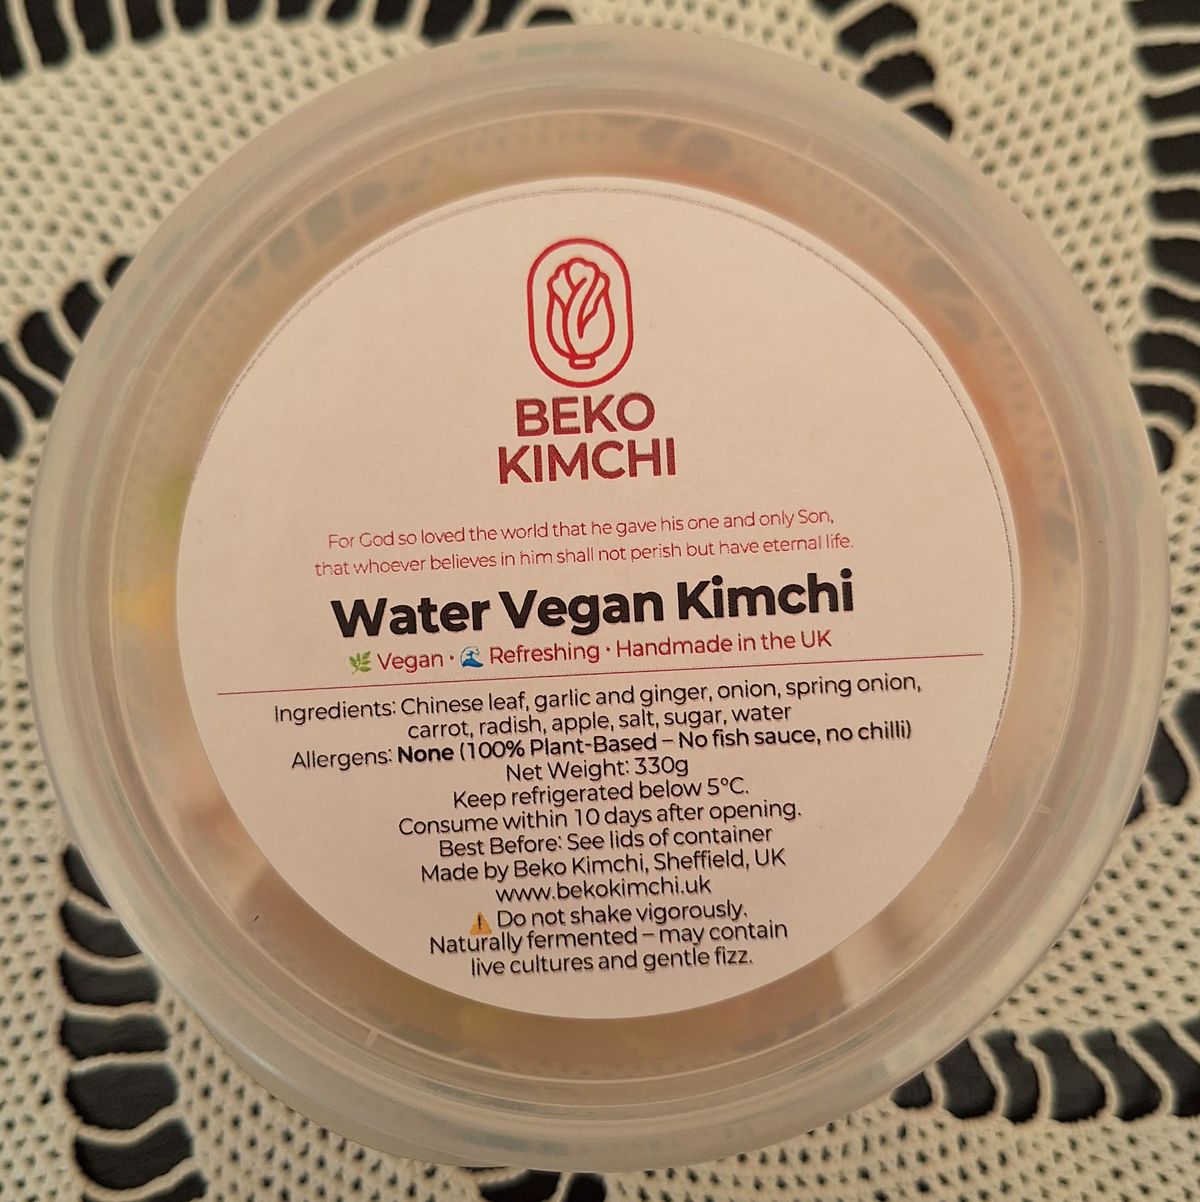 BEKO
KIMCHI
For God so loved the world that he gave his one and only Son,
that whoever believes in him shall not perish but have eternal life.
Water Vegan Kimchi
🌿 Vegan • 🌊 Refreshing • Handmade in the UK
Ingredients: Chinese leaf, garlic and ginger, onion, spring onion,
carrot, radish, apple, salt, sugar, water
Allergens: None (100% Plant-Based – No fish sauce, no chilli)
Net Weight: 330g
Keep refrigerated below 5°C.
Consume within 10 days after opening.
Best Before: See lids of container
Made by Beko Kimchi, Sheffield, UK
www.bekokimchi.uk
⚠️ Do not shake vigorously.
Naturally fermented – may contain
live cultures and gentle fizz.